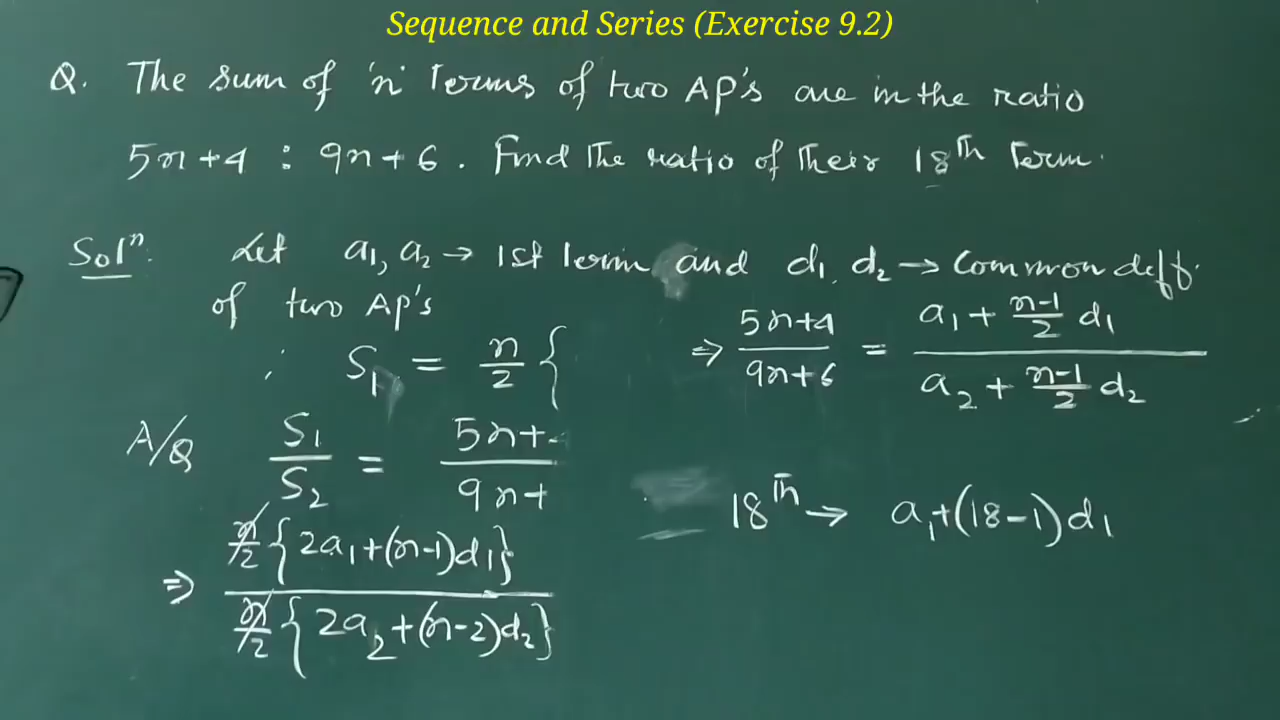 Sequence and Series (Exercise 9.2)
Q. The sum of 'n' Terms of two AP's are in the ratio
5n+4 : 9n+6. Find The ratio of Their 18th Term.
Solⁿ. Let a₁, a₂ → 1st Term and d₁, d₂ → Common deff.
of two AP's
∴ S₁ = n/2 {
A/Q S₁/S₂ = 5n+ / 9n+
⇒ n/2 {2a₁+(n-1)d₁} / n/2 {2a₂+(n-2)d₂}
⇒ 5n+4 / 9n+6 = a₁ + n-1/2 d₁ / a₂ + n-1/2 d₂
18th → a₁+(18-1)d₁